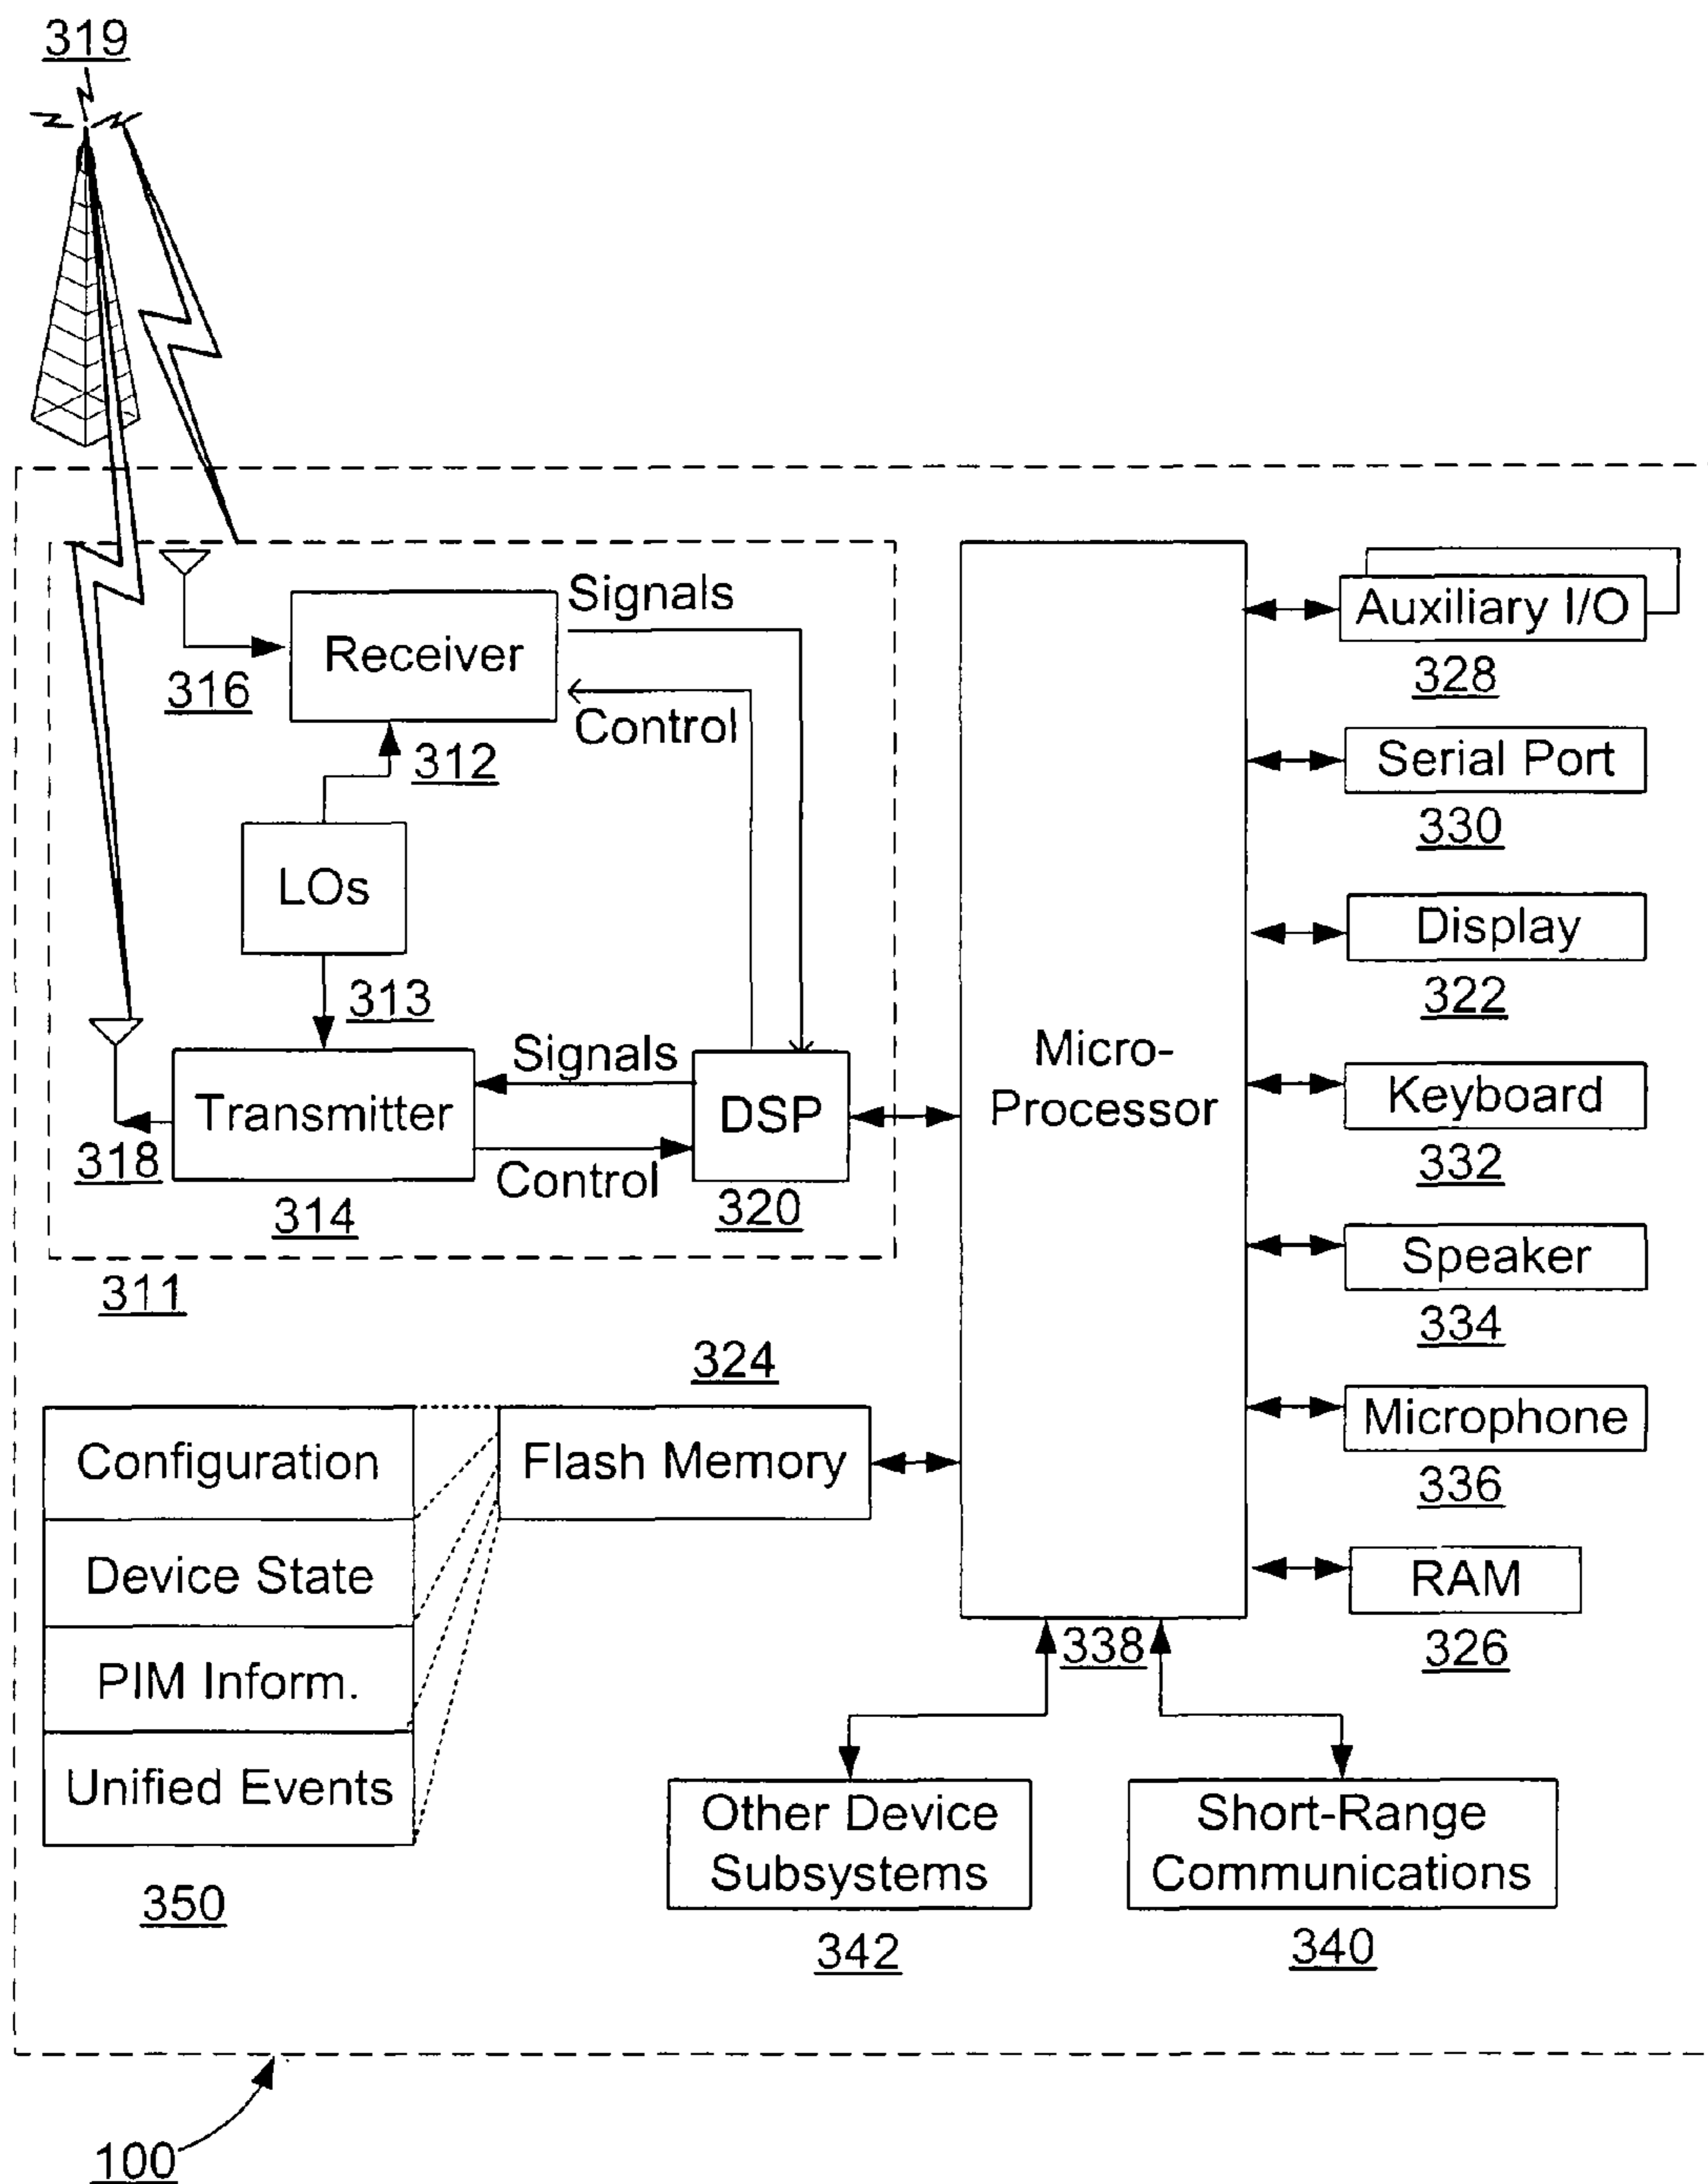 319
Signals
Receiver
316
Control
312
LOs
313
Signals
Transmitter
DSP
318
Control
314
320
311
Micro-
Processor
338
Auxiliary I/O
328
Serial Port
330
Display
322
Keyboard
332
Speaker
334
Microphone
336
RAM
326
324
Flash Memory
Configuration
Device State
PIM Inform.
Unified Events
350
Other Device
Subsystems
342
Short-Range
Communications
340
100